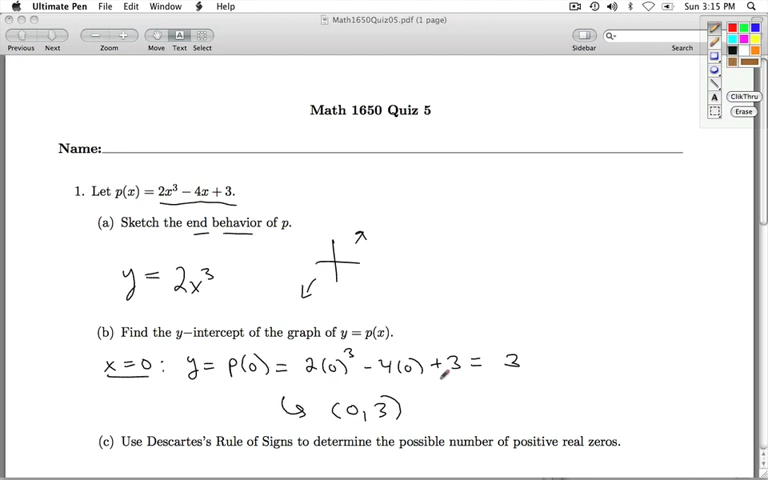 Ultimate Pen File Edit Window Help Sun 3:15 PM
Math1650Quiz05.pdf (1 page)
Previous Next Zoom Move Text Select Sidebar Search
ClikThru
Erase
A
Math 1650 Quiz 5
Name:
1. Let p(x) = 2x³ − 4x + 3.
(a) Sketch the end behavior of p.
y = 2x³
(b) Find the y−intercept of the graph of y = p(x).
x = 0 : y = p(0) = 2(0)³ − 4(0) + 3 = 3
↳ (0, 3)
(c) Use Descartes's Rule of Signs to determine the possible number of positive real zeros.